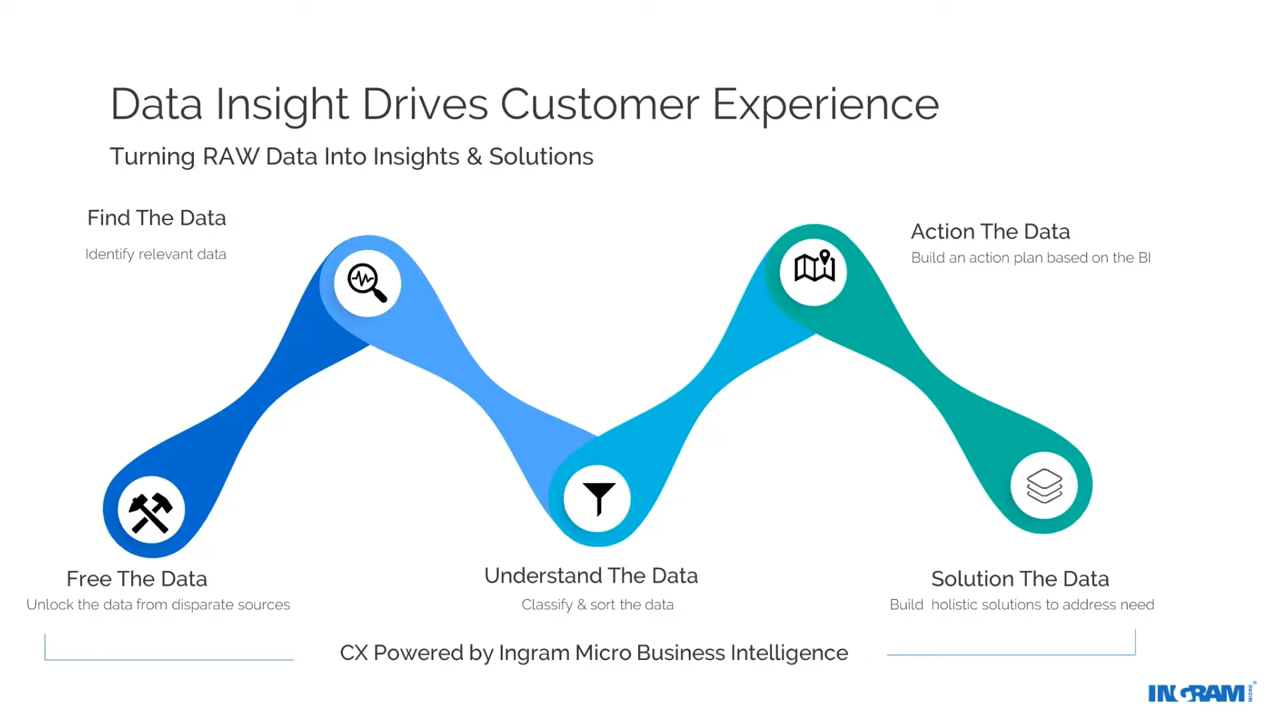 Data Insight Drives Customer Experience
Turning RAW Data Into Insights & Solutions
Find The Data
Identify relevant data
Action The Data
Build an action plan based on the BI
Free The Data
Unlock the data from disparate sources
Understand The Data
Classify & sort the data
Solution The Data
Build holistic solutions to address need
CX Powered by Ingram Micro Business Intelligence
INGRAM MICRO®